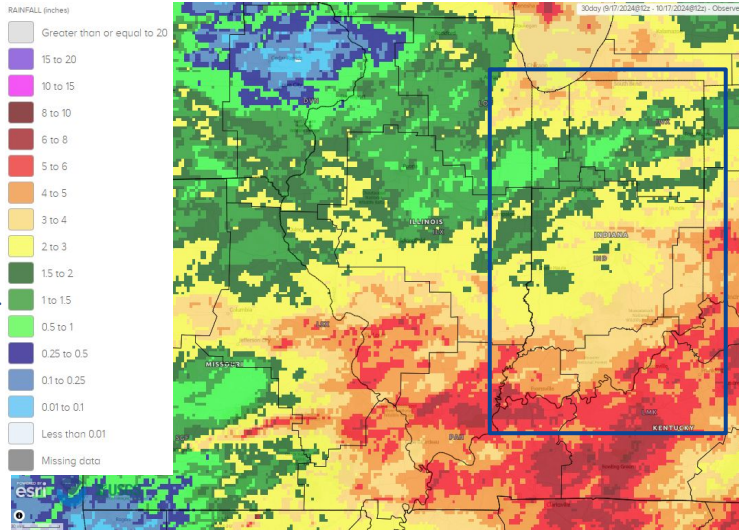 RAINFALL (inches)
Greater than or equal to 20
15 to 20
10 to 15
8 to 10
6 to 8
5 to 6
4 to 5
3 to 4
2 to 3
1.5 to 2
1 to 1.5
0.5 to 1
0.25 to 0.5
0.1 to 0.25
0.01 to 0.1
Less than 0.01
Missing data
POWERED BY
esri
30day (9/17/2024@12z - 10/17/2024@12z) - Observe
ILLINOIS
INDIANA
IND
PAH
KENTUCKY